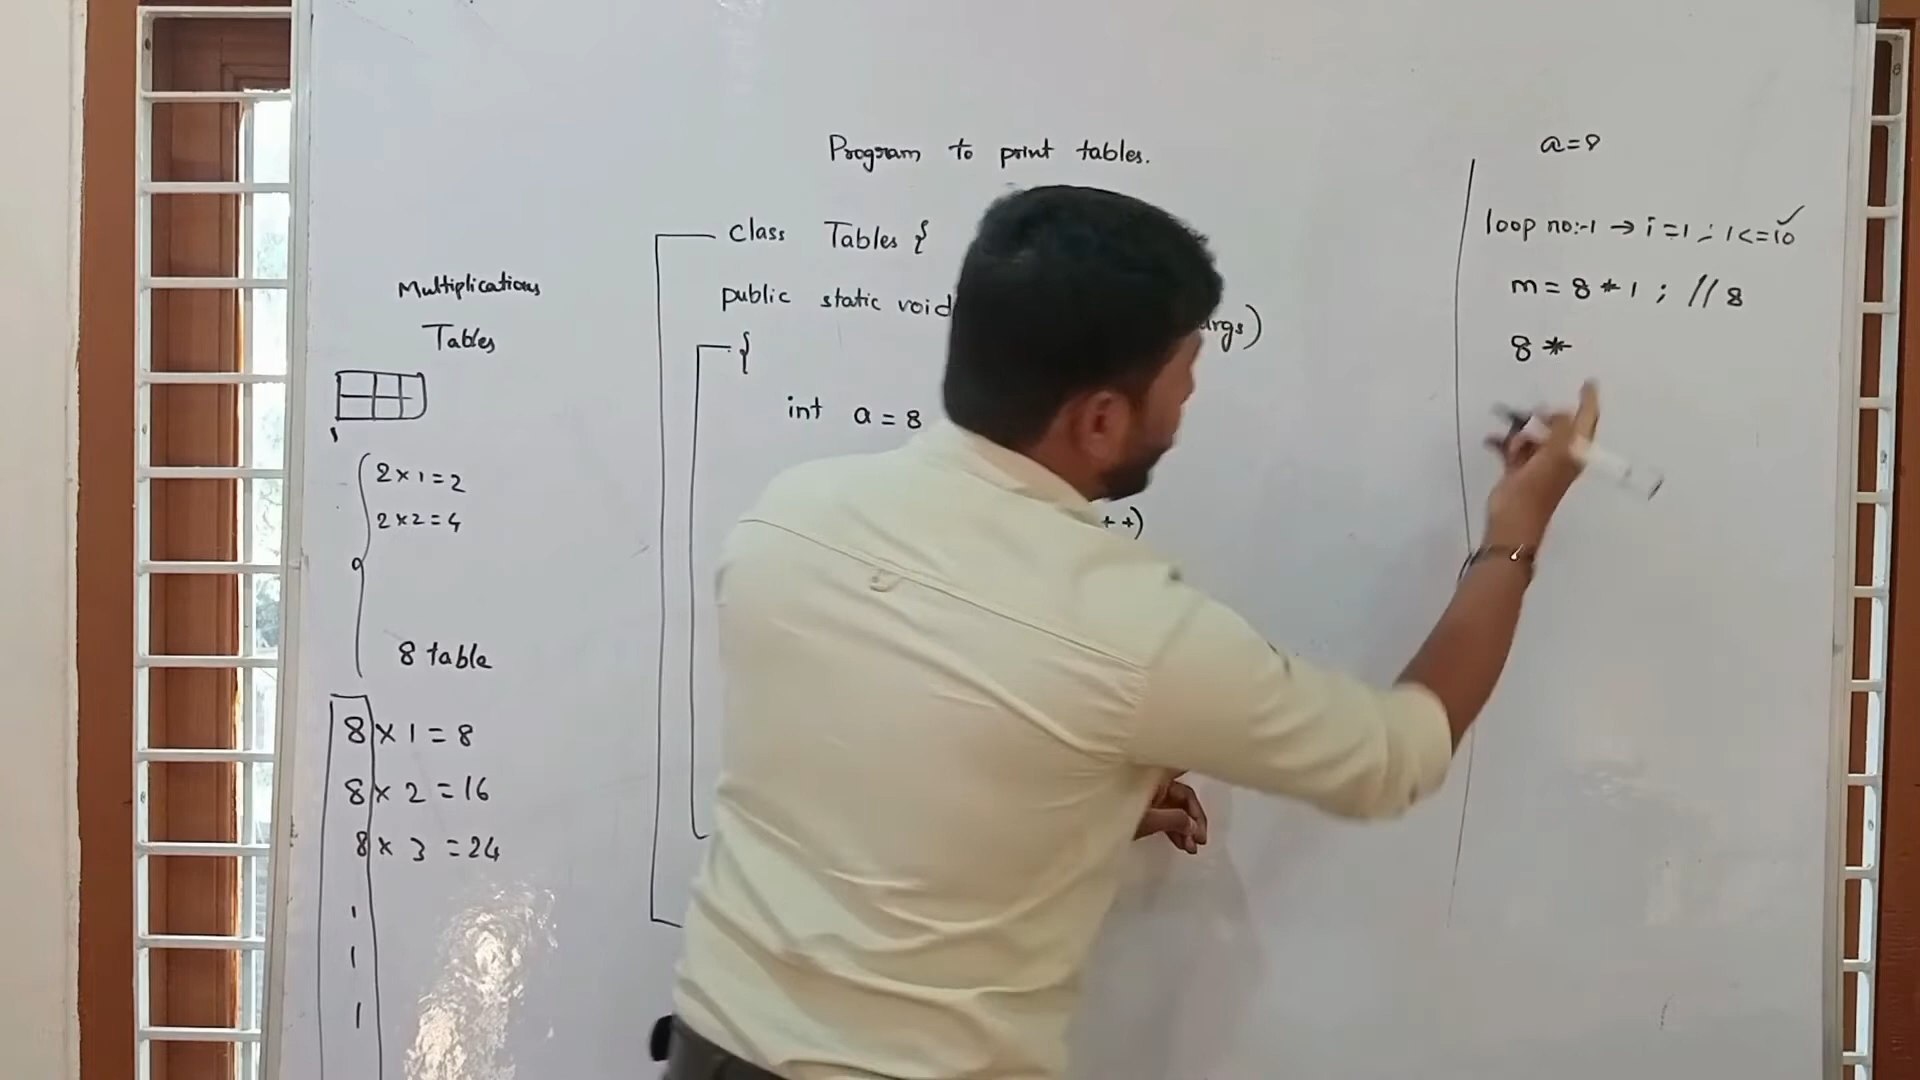 Program to print tables.
Multiplications
Tables
2 × 1 = 2
2 × 2 = 4
8 table
8 × 1 = 8
8 × 2 = 16
8 × 3 = 24
class Tables {
public static void args)
{
int a = 8
++)
a = 8
loop no:-1 → i = 1 ; 1 <= 10 ✓
m = 8 * 1 ; // 8
8 *